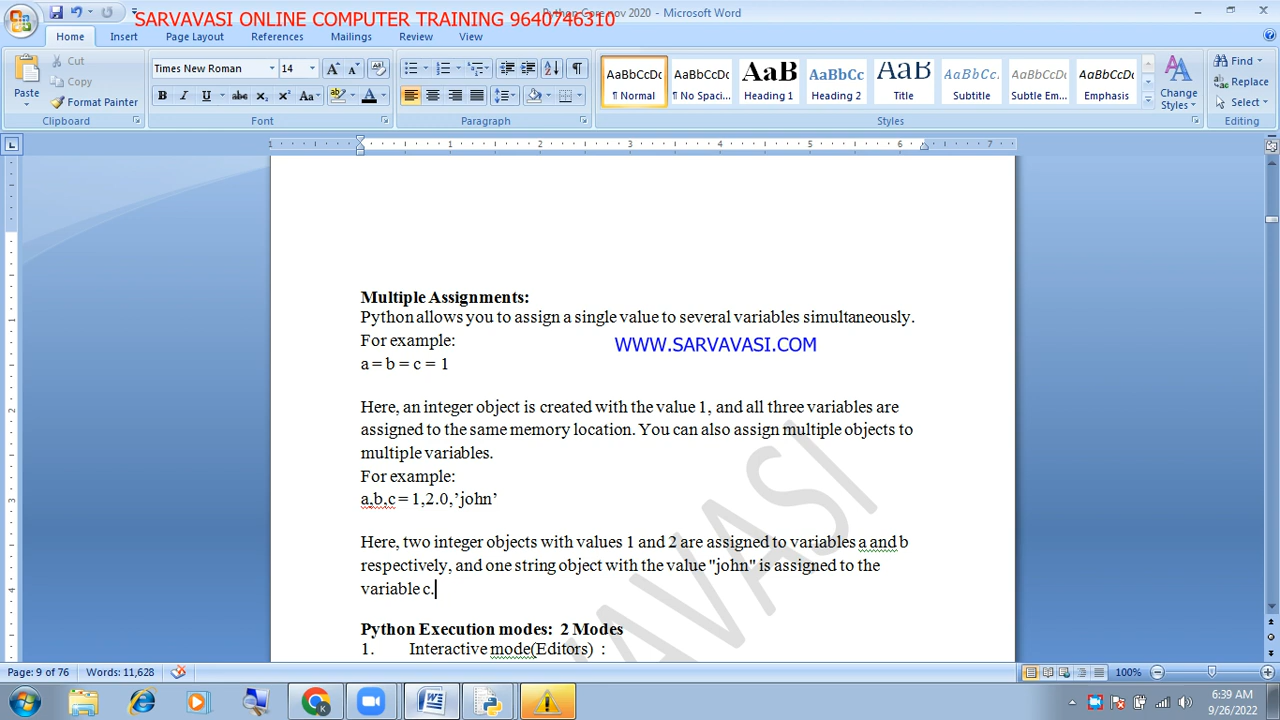 SARVAVASI ONLINE COMPUTER TRAINING 9640746310
Python Core nov 2020 - Microsoft Word
Home Insert Page Layout References Mailings Review View
Paste
Cut
Copy
Format Painter
Clipboard
Times New Roman 14
Font
Paragraph
AaBbCcDc AaBbCcDc AaB AaBbCc AaBb AaBbCc. AaBbCcDc AaBbCcDc
¶ Normal ¶ No Spaci... Heading 1 Heading 2 Title Subtitle Subtle Em... Emphasis
Change Styles
Styles
Find
Replace
Select
Editing
Multiple Assignments:
Python allows you to assign a single value to several variables simultaneously.
For example:
WWW.SARVAVASI.COM
a = b = c = 1
Here, an integer object is created with the value 1, and all three variables are
assigned to the same memory location. You can also assign multiple objects to
multiple variables.
For example:
a,b,c = 1,2.0,’john’
Here, two integer objects with values 1 and 2 are assigned to variables a and b
respectively, and one string object with the value "john" is assigned to the
variable c.
Python Execution modes: 2 Modes
1. Interactive mode(Editors) :
Page: 9 of 76 Words: 11,628 100%
6:39 AM
9/26/2022